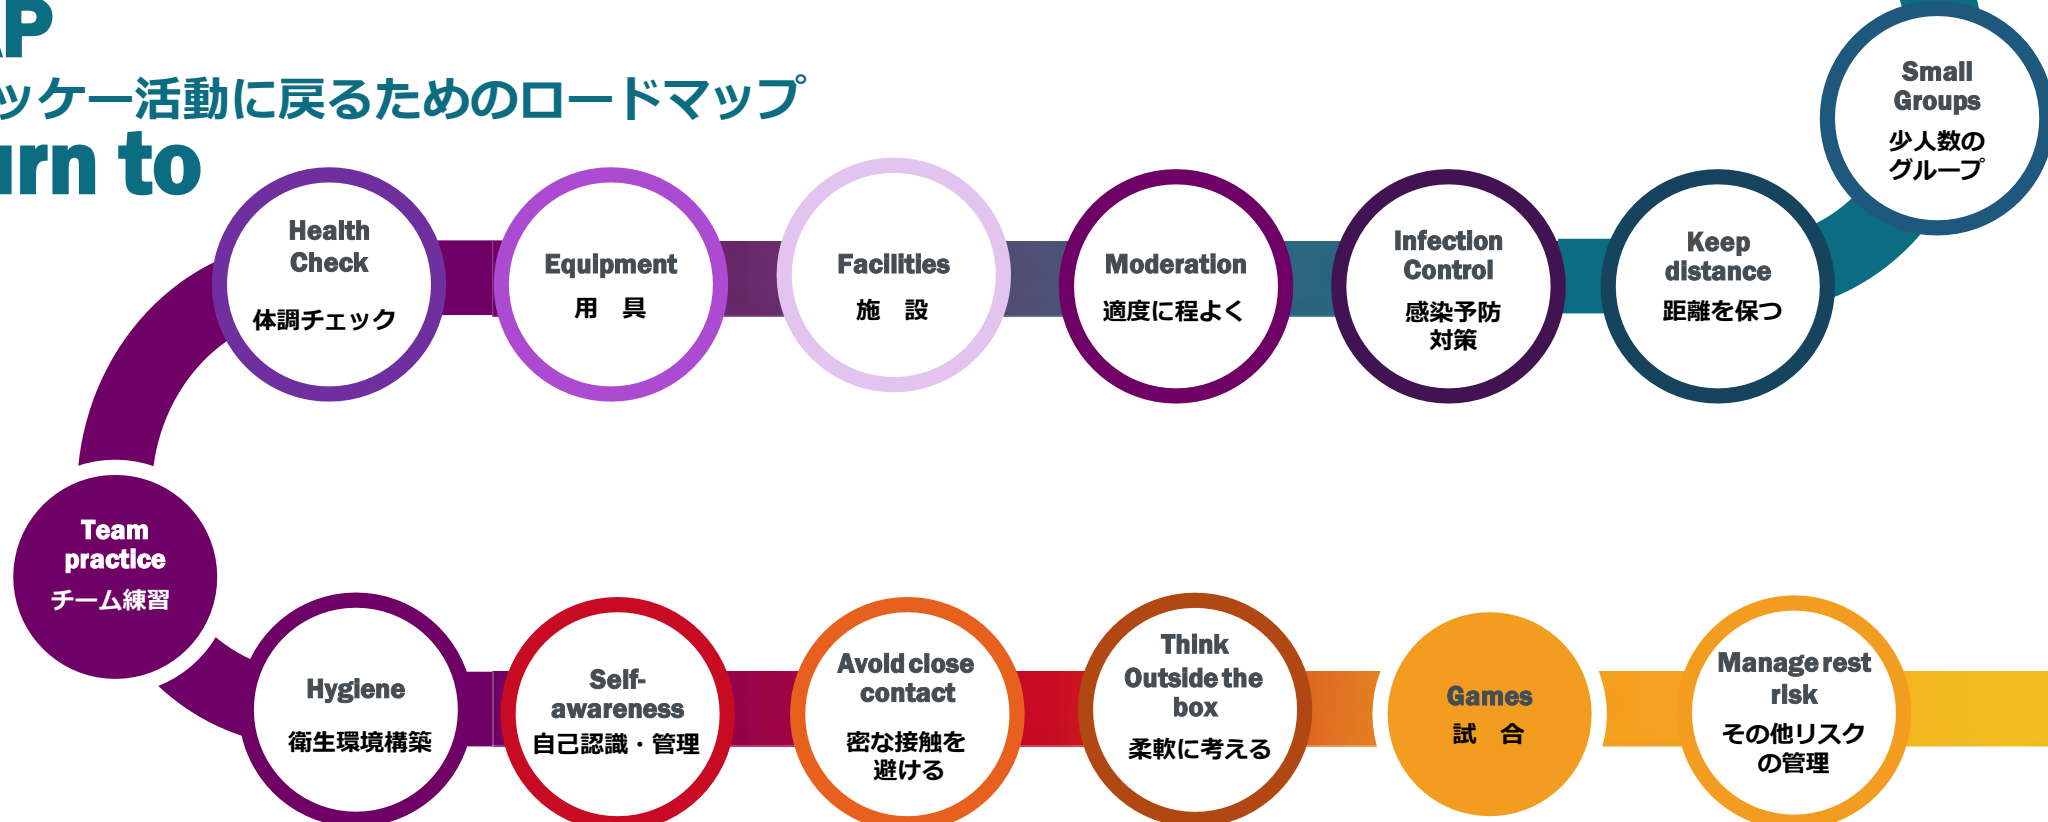 AP
ッケー活動に戻るためのロードマップ
urn to
Small
Groups
少人数の
グループ
Health
Check
体調チェック
Equipment
用　具
Facilities
施　設
Moderation
適度に程よく
Infection
Control
感染予防
対策
Keep
distance
距離を保つ
Team
practice
チーム練習
Hygiene
衛生環境構築
Self-
awareness
自己認識・管理
Avoid close
contact
密な接触を
避ける
Think
Outside the
box
柔軟に考える
Games
試　合
Manage rest
risk
その他リスク
の管理